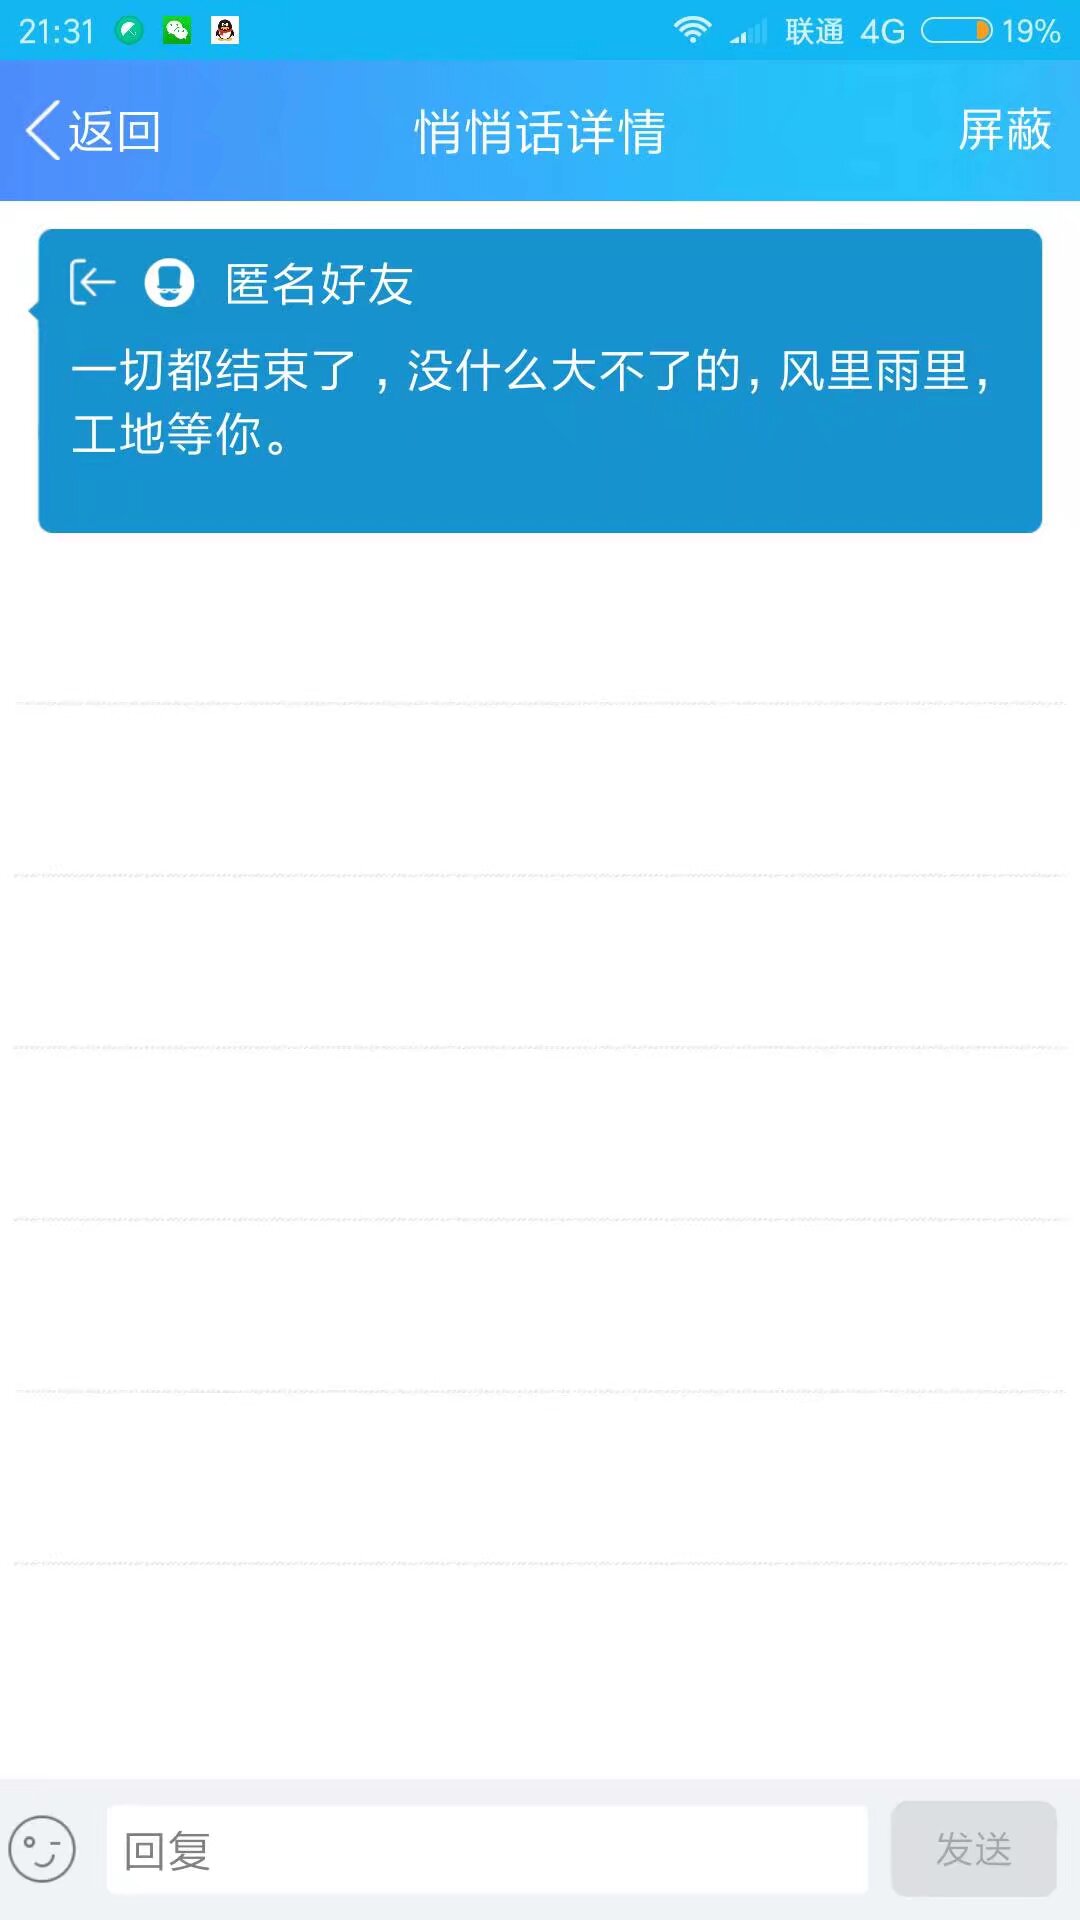 21:31 联通 4G 19%
返回 悄悄话详情 屏蔽
匿名好友
一切都结束了，没什么大不了的，风里雨里，
工地等你。
回复 发送